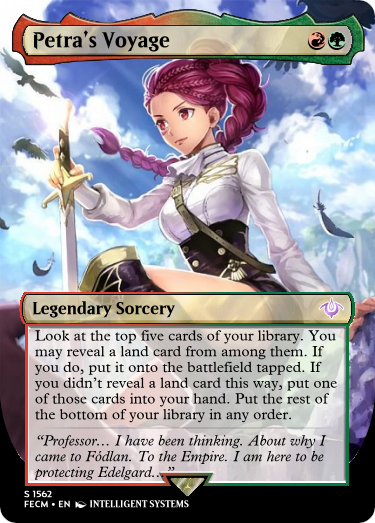 Petra's Voyage
Legendary Sorcery
Look at the top five cards of your library. You
may reveal a land card from among them. If
you do, put it onto the battlefield tapped. If
you didn't reveal a land card this way, put one
of those cards into your hand. Put the rest of
the bottom of your library in any order.
“Professor… I have been thinking. About why I
came to Fódlan. To the Empire. I am here to be
protecting Edelgard…”
S 1562
FECM • EN INTELLIGENT SYSTEMS